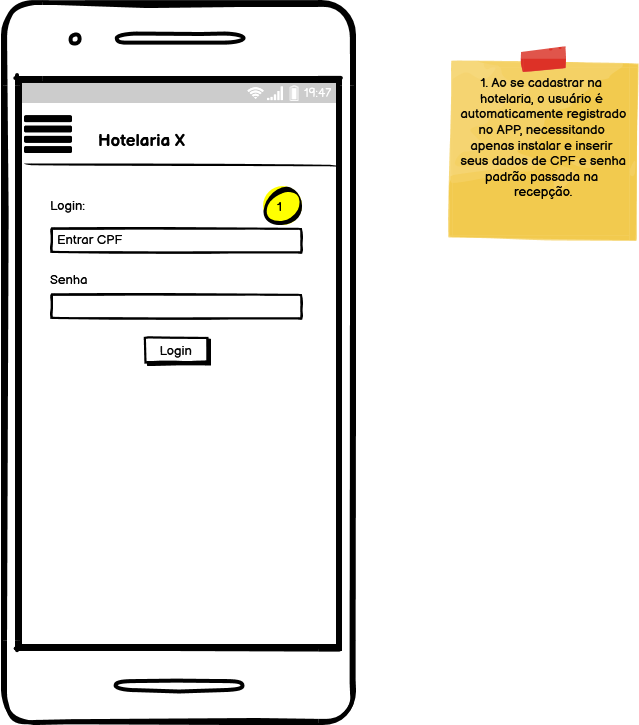 19:47
Hotelaria X
Login:
1
Entrar CPF
Senha
Login
1. Ao se cadastrar na
hotelaria, o usuário é
automaticamente registrado
no APP, necessitando
apenas instalar e inserir
seus dados de CPF e senha
padrão passada na
recepção.